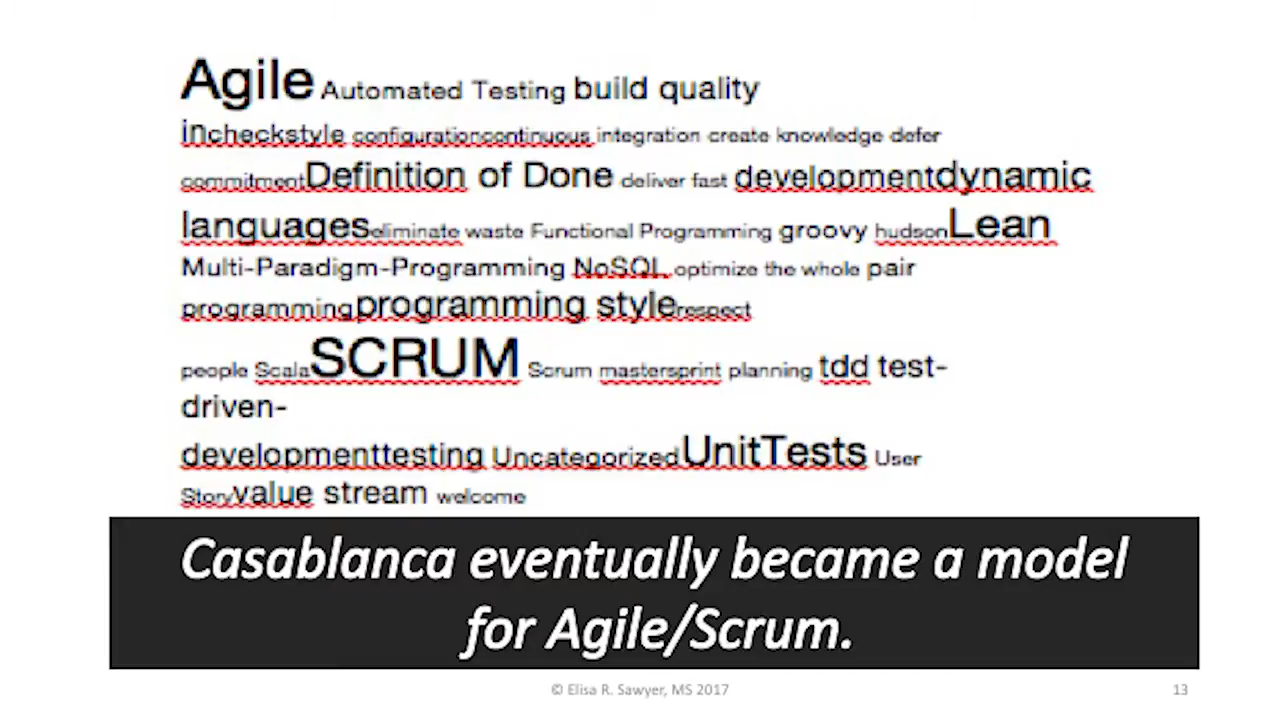 Agile Automated Testing build quality
incheckstyle configurationcontinuous integration create knowledge defer
commitmentDefinition of Done deliver fast developmentdynamic
languageseliminate waste Functional Programming groovy hudsonLean
Multi-Paradigm-Programming NoSQL optimize the whole pair
programmingprogramming stylerespect
people ScalaSCRUM Scrum mastersprint planning tdd test-
driven-
developmenttesting UncategorizedUnitTests User
Storyvalue stream welcome
Casablanca eventually became a model
for Agile/Scrum.
© Elisa R. Sawyer, MS 2017
13